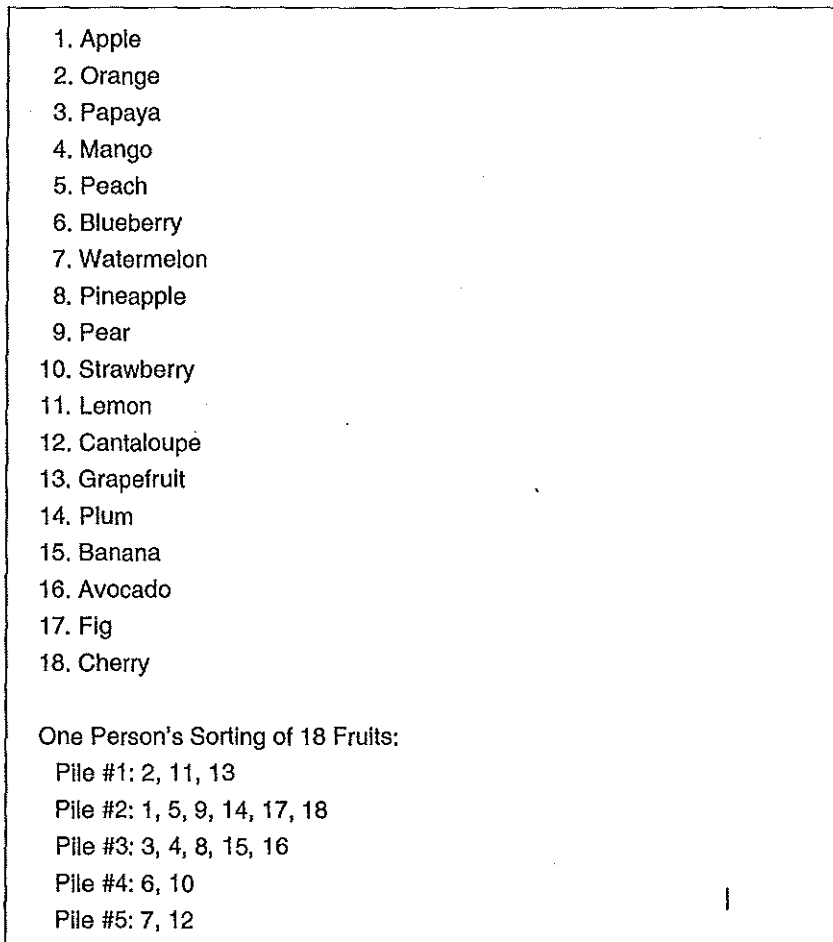 1. Apple
2. Orange
3. Papaya
4. Mango
5. Peach
6. Blueberry
7. Watermelon
8. Pineapple
9. Pear
10. Strawberry
11. Lemon
12. Cantaloupe
13. Grapefruit
14. Plum
15. Banana
16. Avocado
17. Fig
18. Cherry
One Person's Sorting of 18 Fruits:
Pile #1: 2, 11, 13
Pile #2: 1, 5, 9, 14, 17, 18
Pile #3: 3, 4, 8, 15, 16
Pile #4: 6, 10
Pile #5: 7, 12